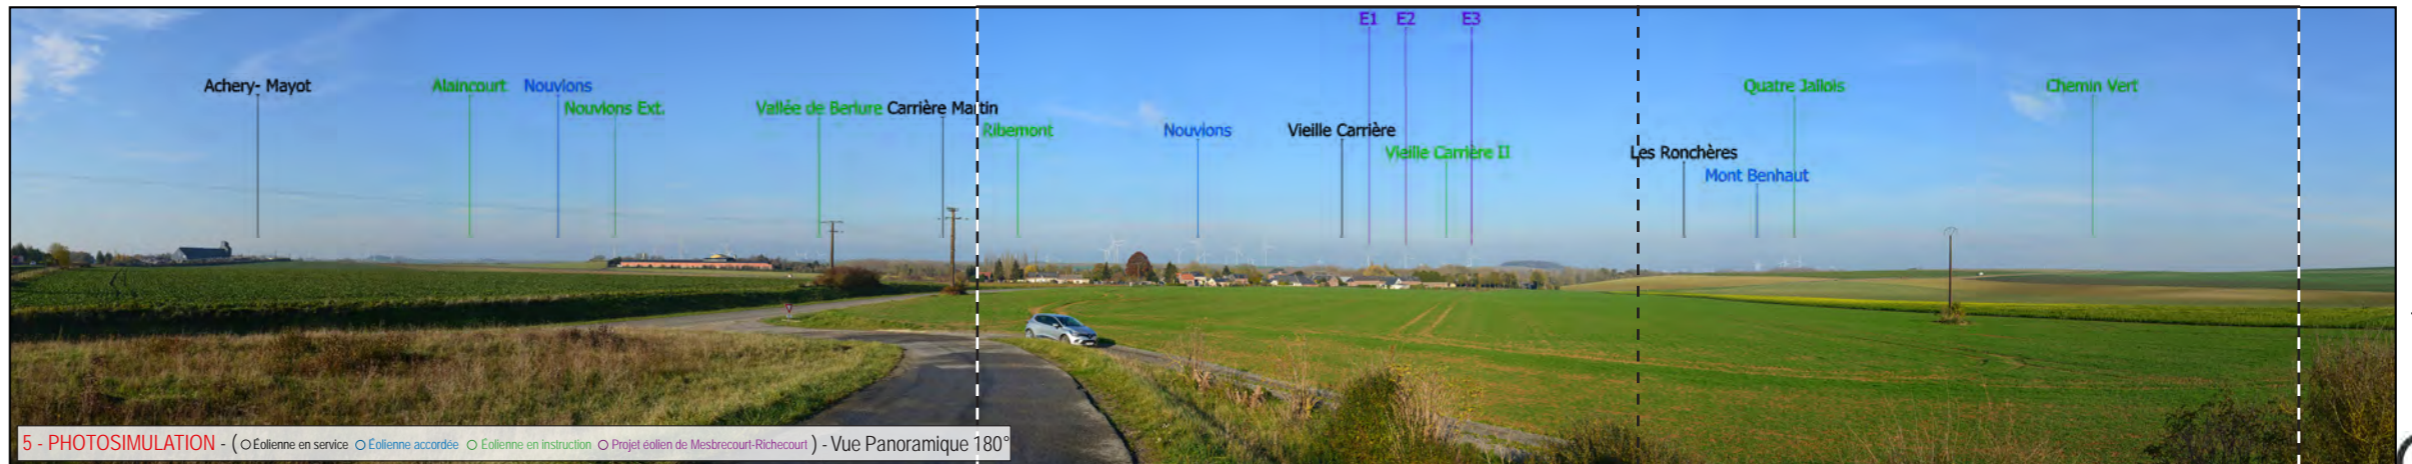 E1 E2 E3
Achery- Mayot Alaincourt Nouvions Quatre Jallois Chemin Vert
Nouvions Ext. Vallée de Berlure Carrière Martin
Ribemont Nouvions Vieille Carrière
Vieille Carrière II Les Ronchères
Mont Benhaut
5 - PHOTOSIMULATION - ( Éolienne en service Éolienne accordée Éolienne en instruction Projet éolien de Mesbrecourt-Richecourt ) - Vue Panoramique 180°